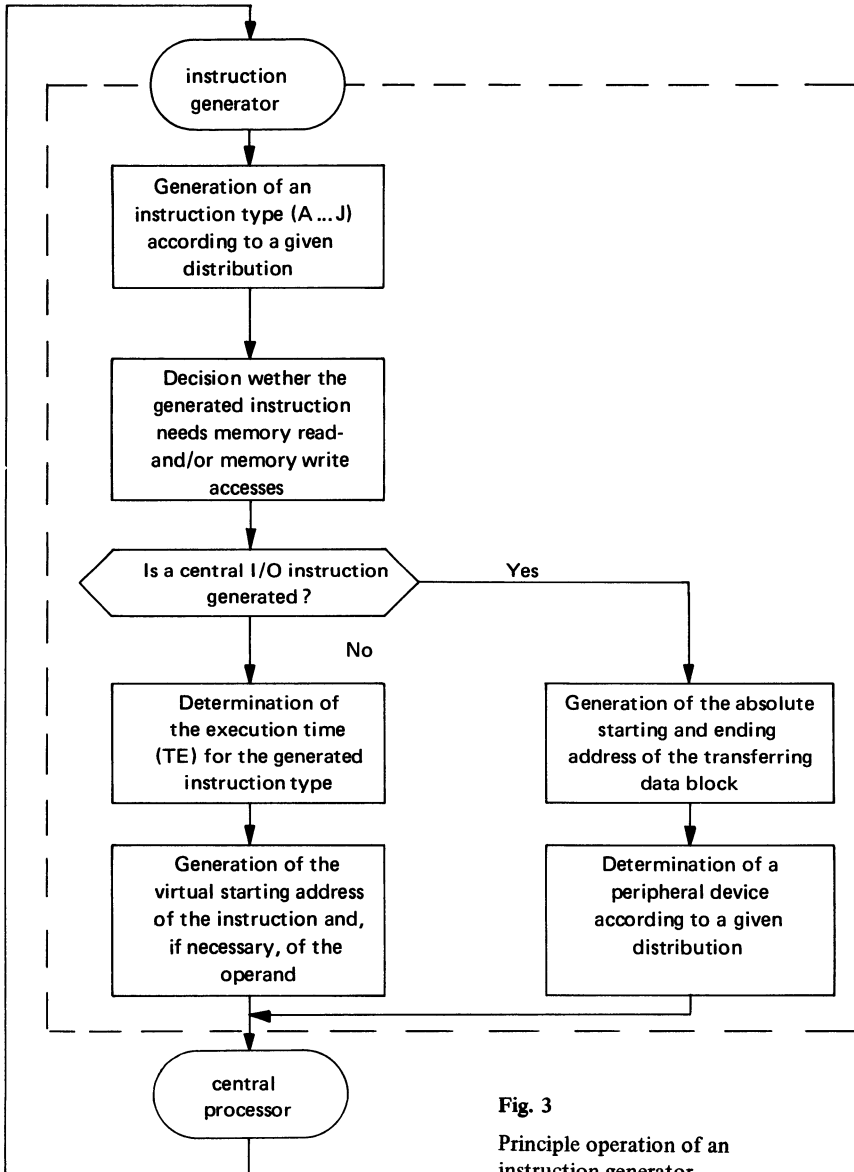 instruction
generator
Generation of an
instruction type (A ... J)
according to a given
distribution
Decision wether the
generated instruction
needs memory read-
and/or memory write
accesses
Is a central I/O instruction
generated ?
Yes
No
Determination of
the execution time
(TE) for the generated
instruction type
Generation of the absolute
starting and ending
address of the transferring
data block
Generation of the
virtual starting address
of the instruction and,
if necessary, of the
operand
Determination of a
peripheral device
according to a given
distribution
central
processor
Fig. 3
Principle operation of an
instruction generator